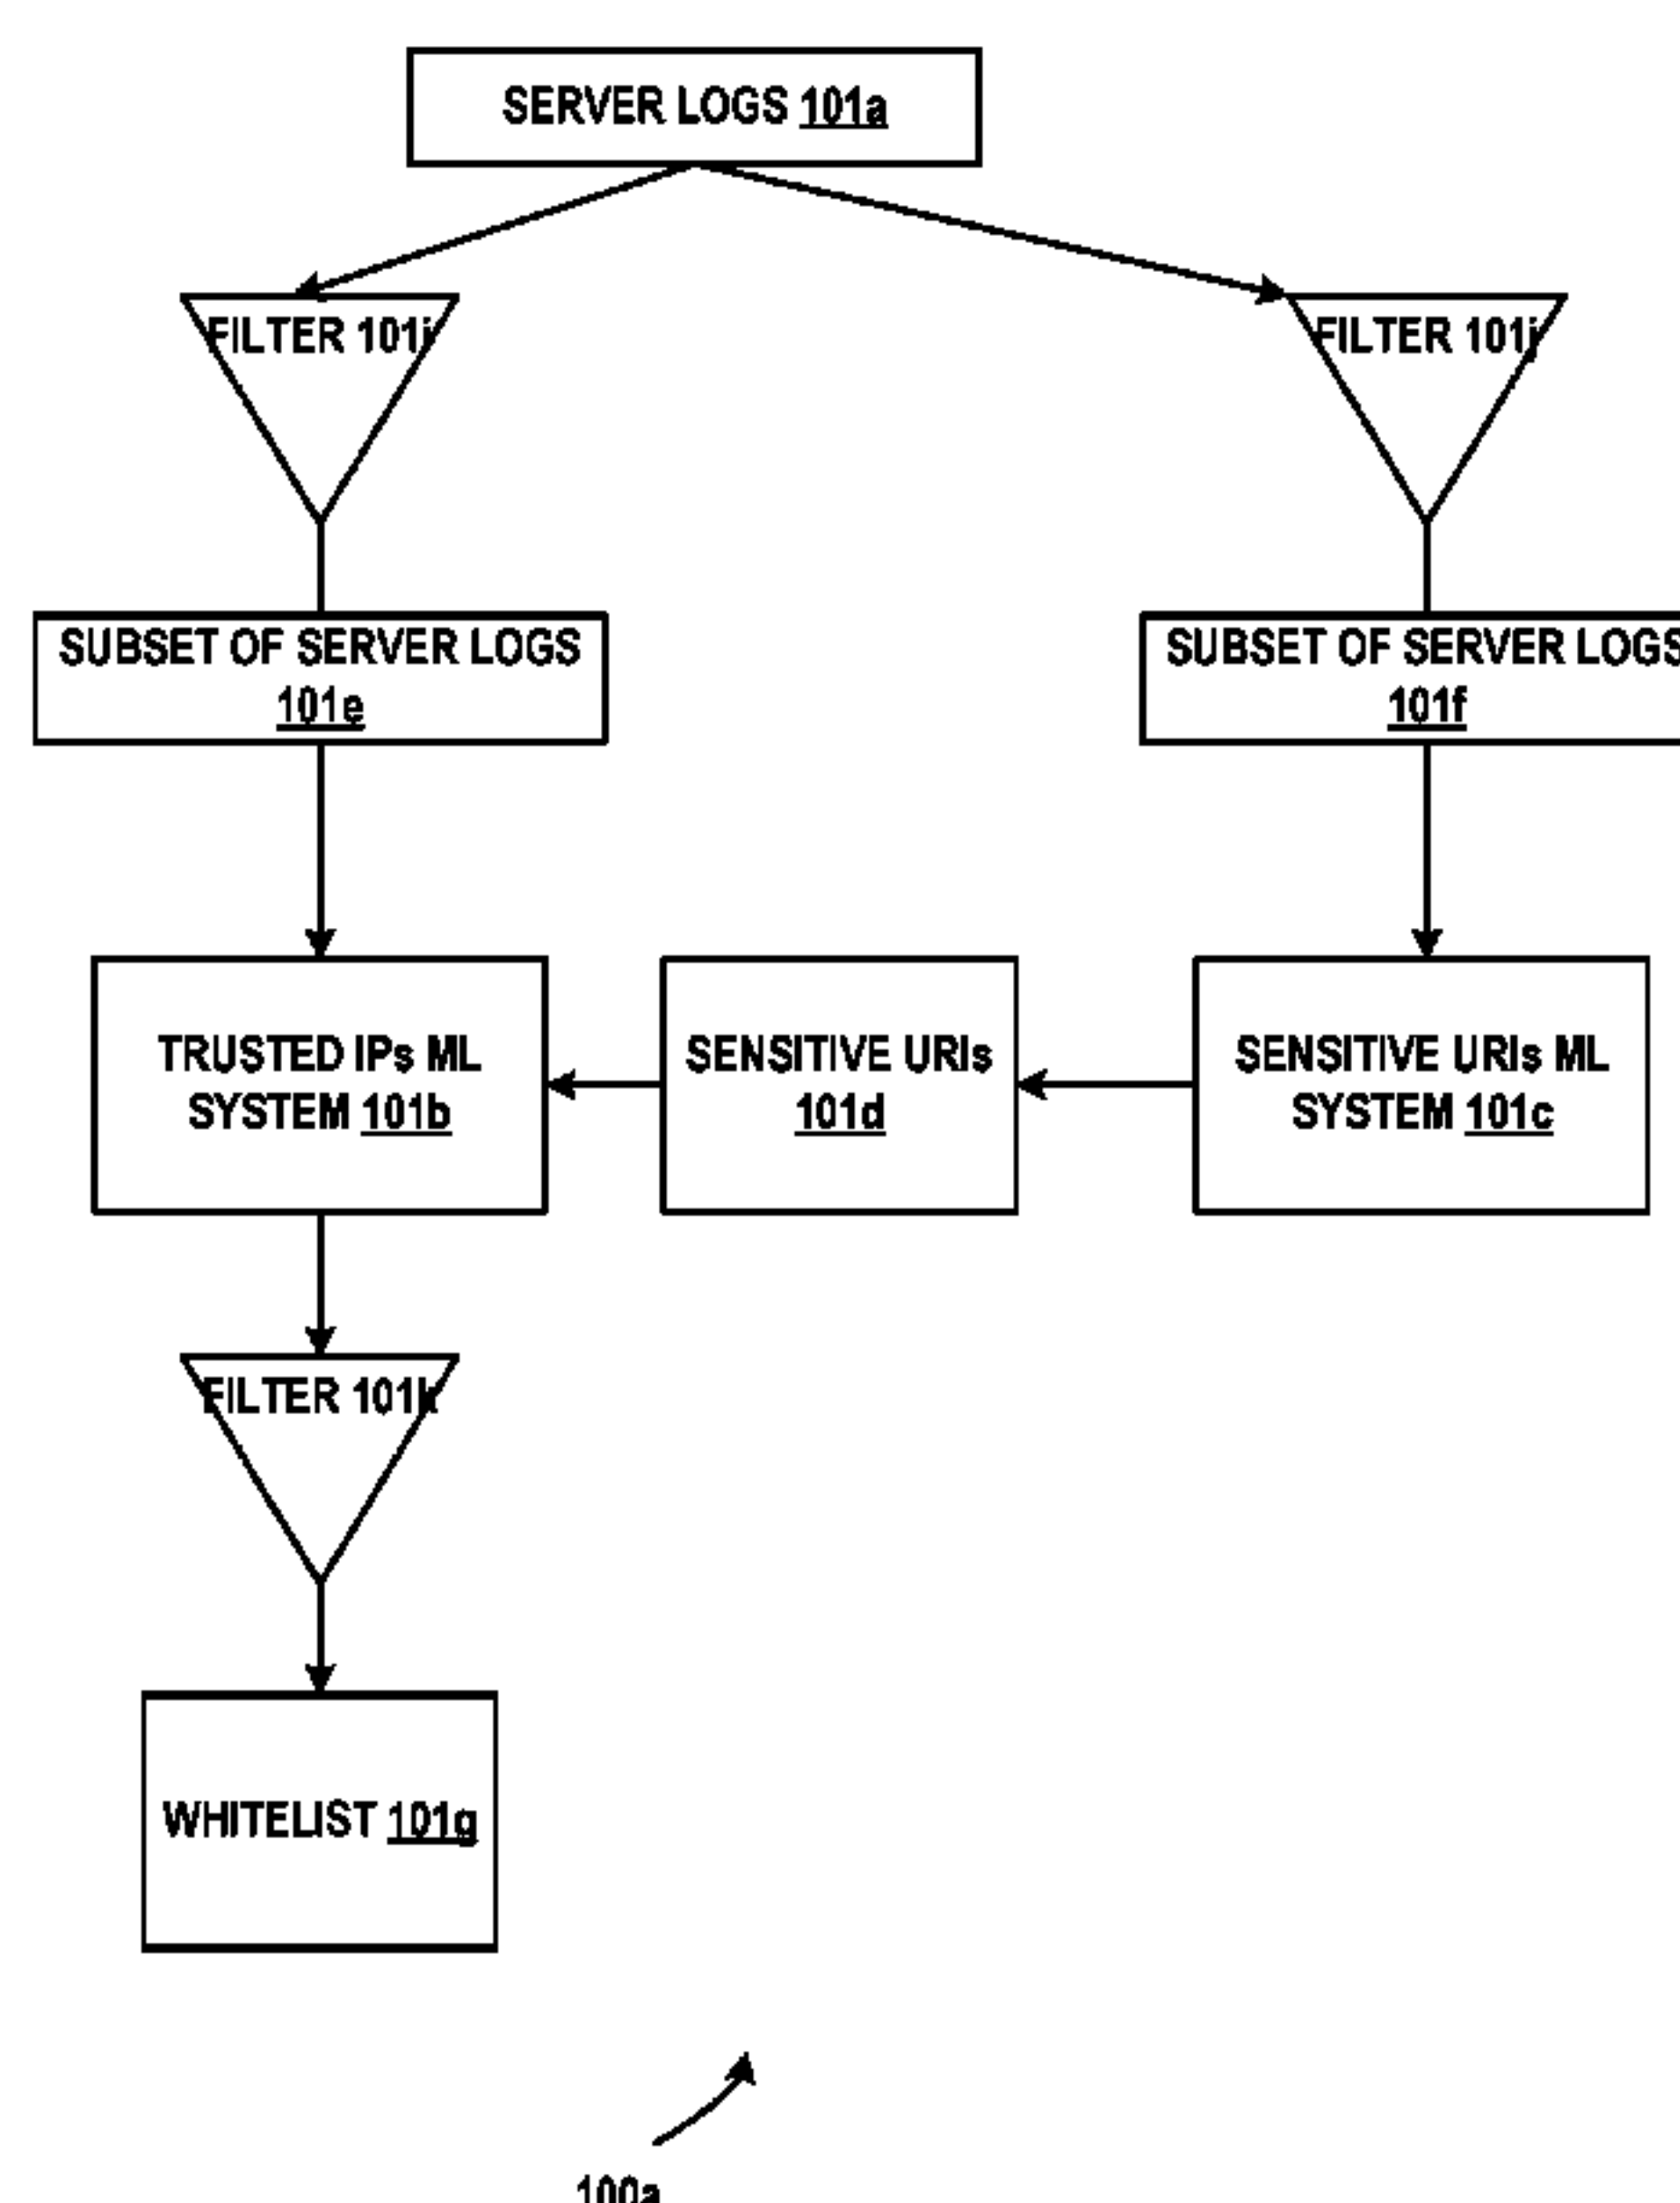 SERVER LOGS 101a
FILTER 101i
FILTER 101j
SUBSET OF SERVER LOGS
101e
SUBSET OF SERVER LOGS
101f
TRUSTED IPs ML
SYSTEM 101b
SENSITIVE URIs
101d
SENSITIVE URIs ML
SYSTEM 101c
FILTER 101k
WHITELIST 101g
100a